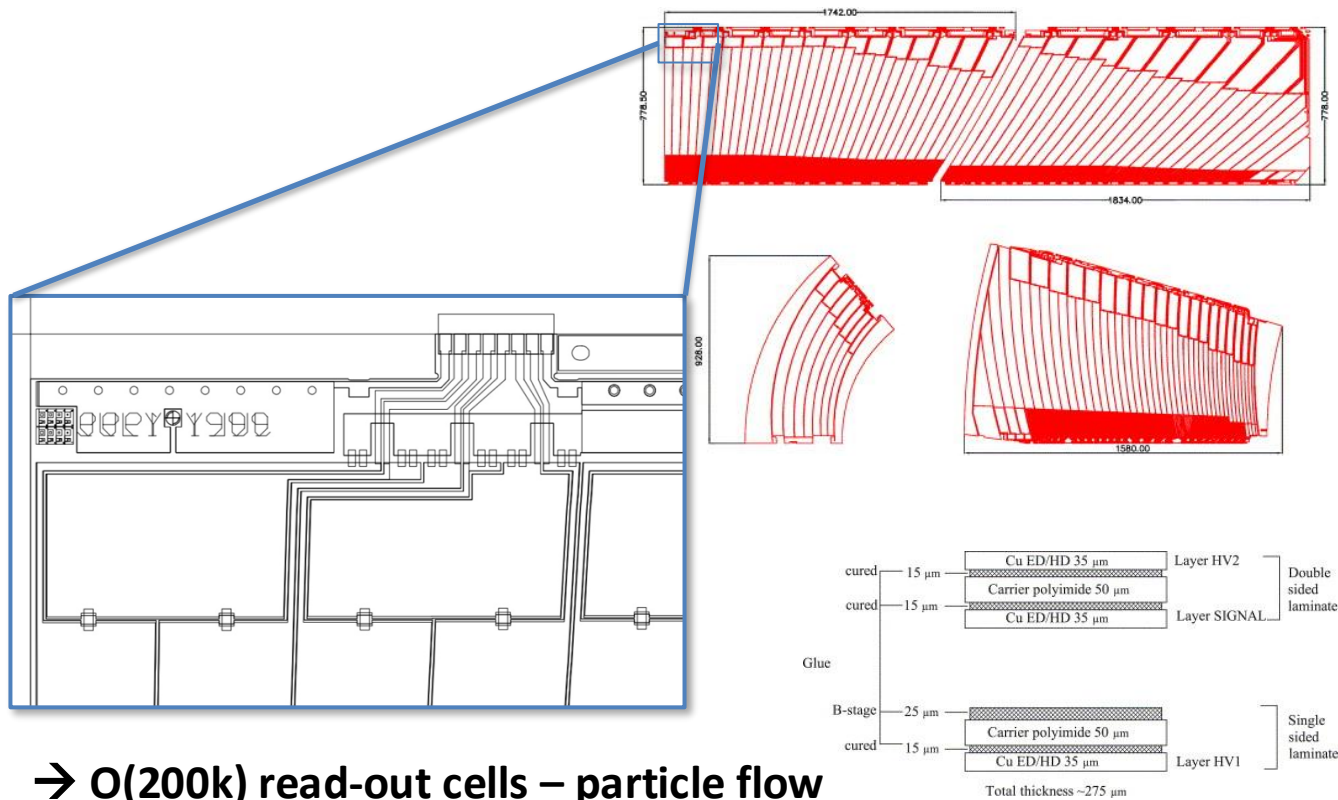 1742.00
778.50
778.00
1834.00
928.00
1580.00
Cu ED/HD 35 µm
Layer HV2
cured
15 µm
Carrier polyimide 50 µm
Double
sided
laminate
cured
15 µm
Cu ED/HD 35 µm
Layer SIGNAL
Glue
B-stage
25 µm
Carrier polyimide 50 µm
Single
sided
laminate
cured
15 µm
Cu ED/HD 35 µm
Layer HV1
Total thickness ~275 µm
→ O(200k) read-out cells – particle flow